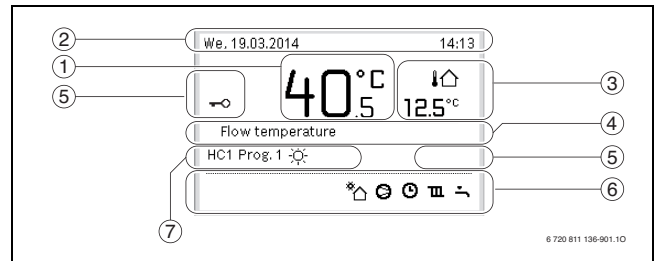 ② We, 19.03.2014 14:13
① 40.5°C
⑤ 12.5°C ③
Flow temperature ④
HC1 Prog. 1 ⑤
⑥
⑦
6 720 811 136-901.1O